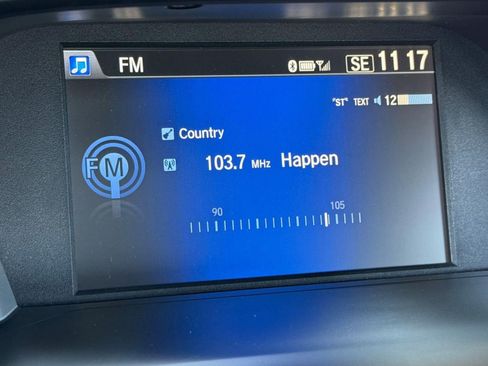 FM SE 11 17
"ST" TEXT 12
Country
FM 103.7 MHz Happen
90 105